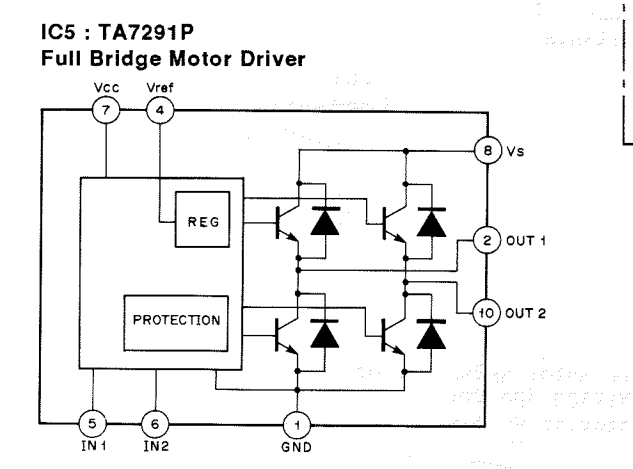 IC5 : TA7291P
Full Bridge Motor Driver
Vcc
Vref
7
4
8
Vs
REG
2
OUT 1
PROTECTION
10
OUT 2
5
6
1
IN1
IN2
GND